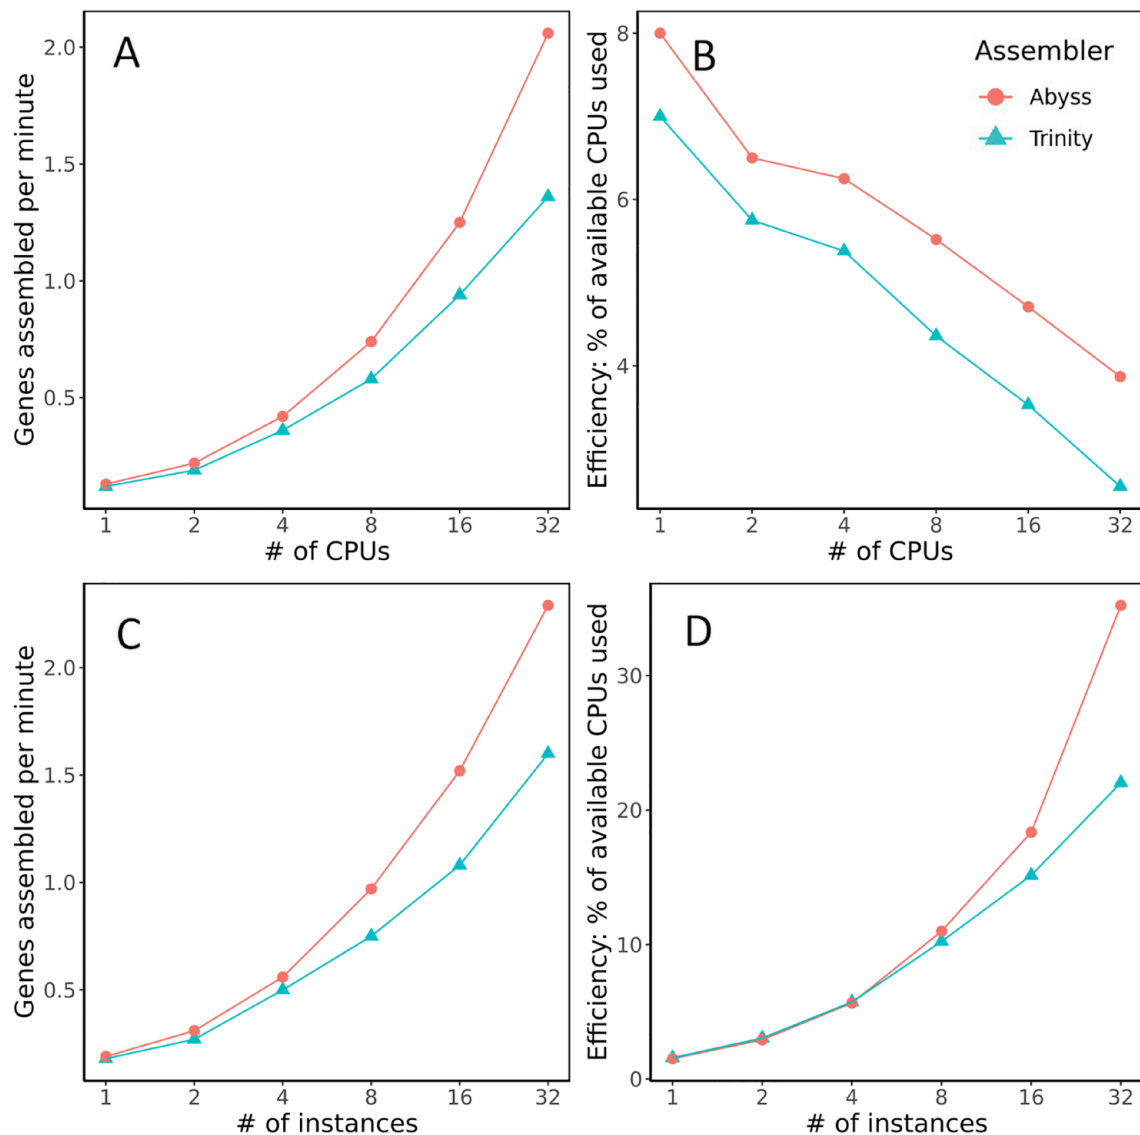 A
Genes assembled per minute
2.0
1.5
1.0
0.5
1 2 4 8 16 32
# of CPUs
B
Efficiency: % of available CPUs used
8
6
4
1 2 4 8 16 32
# of CPUs
Assembler
Abyss
Trinity
C
Genes assembled per minute
2.0
1.5
1.0
0.5
1 2 4 8 16 32
# of instances
D
Efficiency: % of available CPUs used
30
20
10
0
1 2 4 8 16 32
# of instances